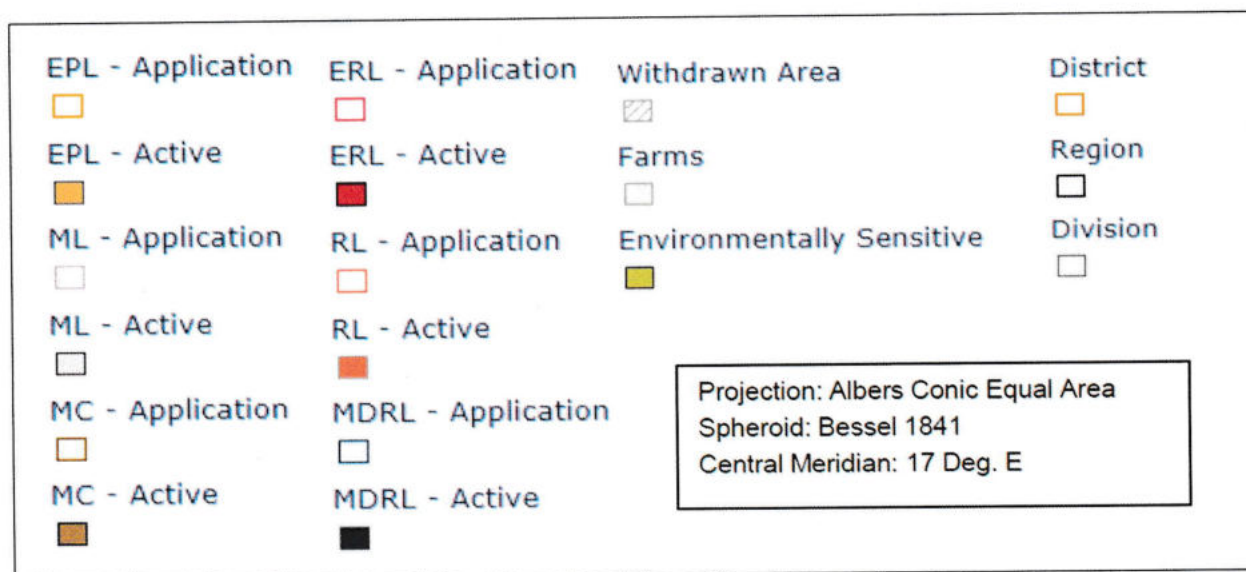 EPL - Application
EPL - Active
ML - Application
ML - Active
MC - Application
MC - Active
ERL - Application
ERL - Active
RL - Application
RL - Active
MDRL - Application
MDRL - Active
Withdrawn Area
Farms
Environmentally Sensitive
District
Region
Division
Projection: Albers Conic Equal Area
Spheroid: Bessel 1841
Central Meridian: 17 Deg. E